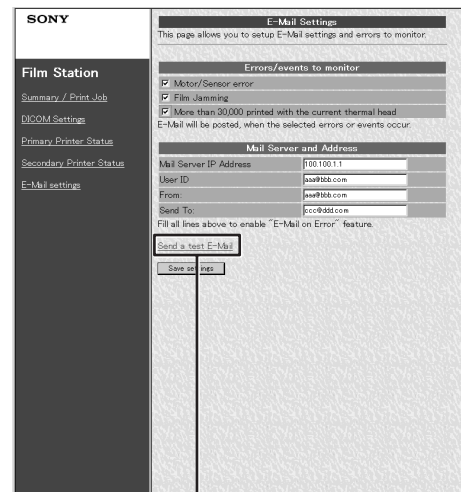 SONY
Film Station
Summary / Print Job
DICOM Settings
Primary Printer Status
Secondary Printer Status
E-Mail settings
E-Mail Settings
This page allows you to setup E-Mail settings and errors to monitor.
Errors/events to monitor
Motor/Sensor error
Film Jamming
More than 30,000 printed with the current thermal head
E-Mail will be posted, when the selected errors or events occur.
Mail Server and Address
Mail Server IP Address 100.100.1.1
User ID aaa@bbb.com
From: aaa@bbb.com
Send To: ccc@ddd.com
Fill all lines above to enable "E-Mail on Error" feature.
Send a test E-Mail
Save settings